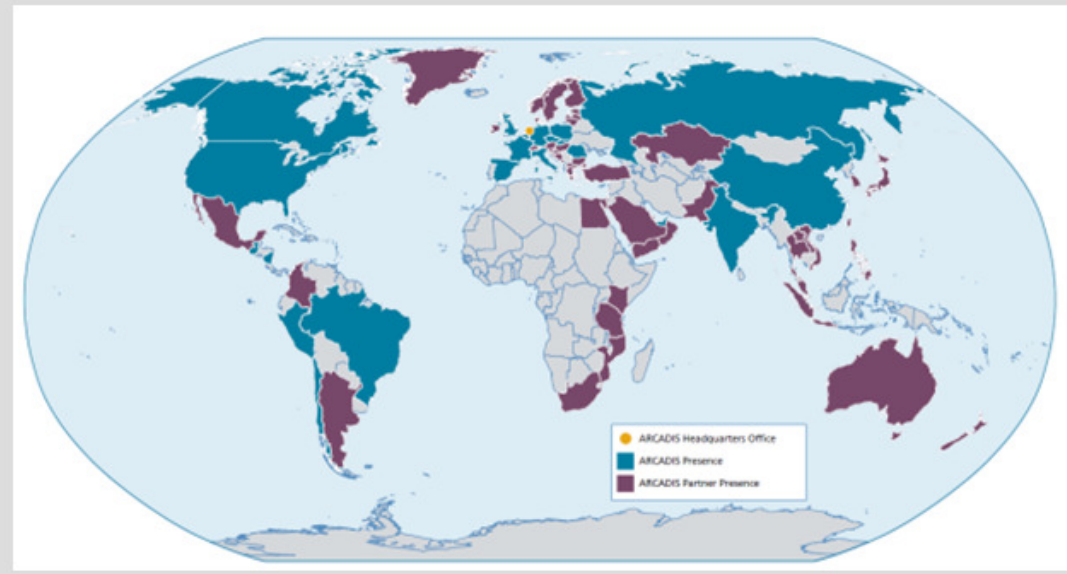 ARCADIS Headquarters Office
ARCADIS Presence
ARCADIS Partner Presence